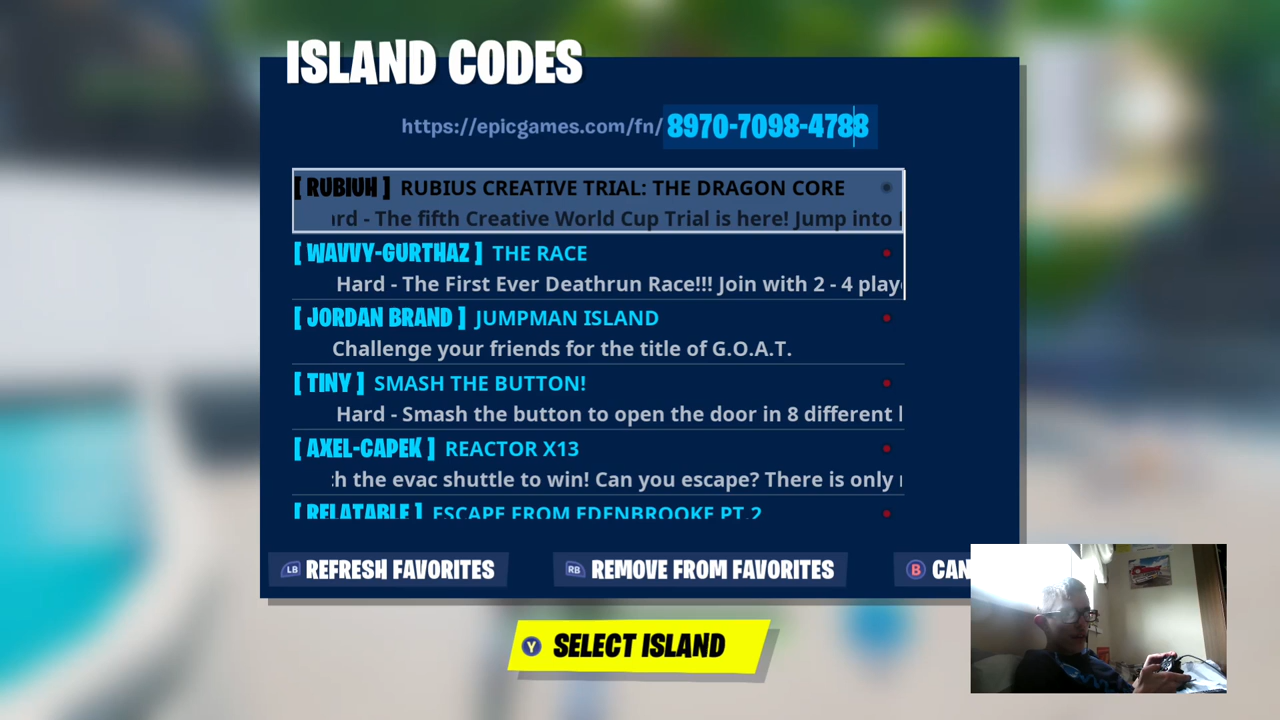 ISLAND CODES
https://epicgames.com/fn/ 8970-7098-4788
[ RUBIUH ] RUBIUS CREATIVE TRIAL: THE DRAGON CORE
ard - The fifth Creative World Cup Trial is here! Jump into
[ WAVVY-GURTHAZ ] THE RACE
Hard - The First Ever Deathrun Race!!! Join with 2 - 4 play
[ JORDAN BRAND ] JUMPMAN ISLAND
Challenge your friends for the title of G.O.A.T.
[ TINY ] SMASH THE BUTTON!
Hard - Smash the button to open the door in 8 different
[ AXEL-CAPEK ] REACTOR X13
h the evac shuttle to win! Can you escape? There is only
[ RELATABLE ] ESCAPE FROM EDENBROOKE PT.2
LB REFRESH FAVORITES RB REMOVE FROM FAVORITES B CAN
Y SELECT ISLAND